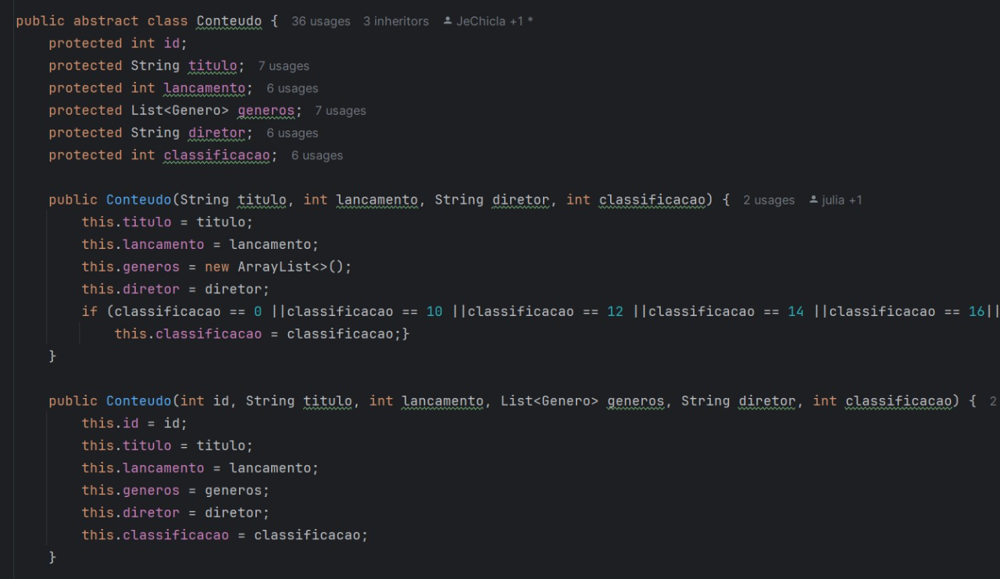 public abstract class Conteudo {  36 usages  3 inheritors  JeChicla +1 *
    protected int id;
    protected String titulo;  7 usages
    protected int lancamento;  6 usages
    protected List<Genero> generos;  7 usages
    protected String diretor;  6 usages
    protected int classificacao;  6 usages
    public Conteudo(String titulo, int lancamento, String diretor, int classificacao) {  2 usages  julia +1
        this.titulo = titulo;
        this.lancamento = lancamento;
        this.generos = new ArrayList<>();
        this.diretor = diretor;
        if (classificacao == 0 ||classificacao == 10 ||classificacao == 12 ||classificacao == 14 ||classificacao == 16||
            this.classificacao = classificacao;}
    }
    public Conteudo(int id, String titulo, int lancamento, List<Genero> generos, String diretor, int classificacao) {  2
        this.id = id;
        this.titulo = titulo;
        this.lancamento = lancamento;
        this.generos = generos;
        this.diretor = diretor;
        this.classificacao = classificacao;
    }